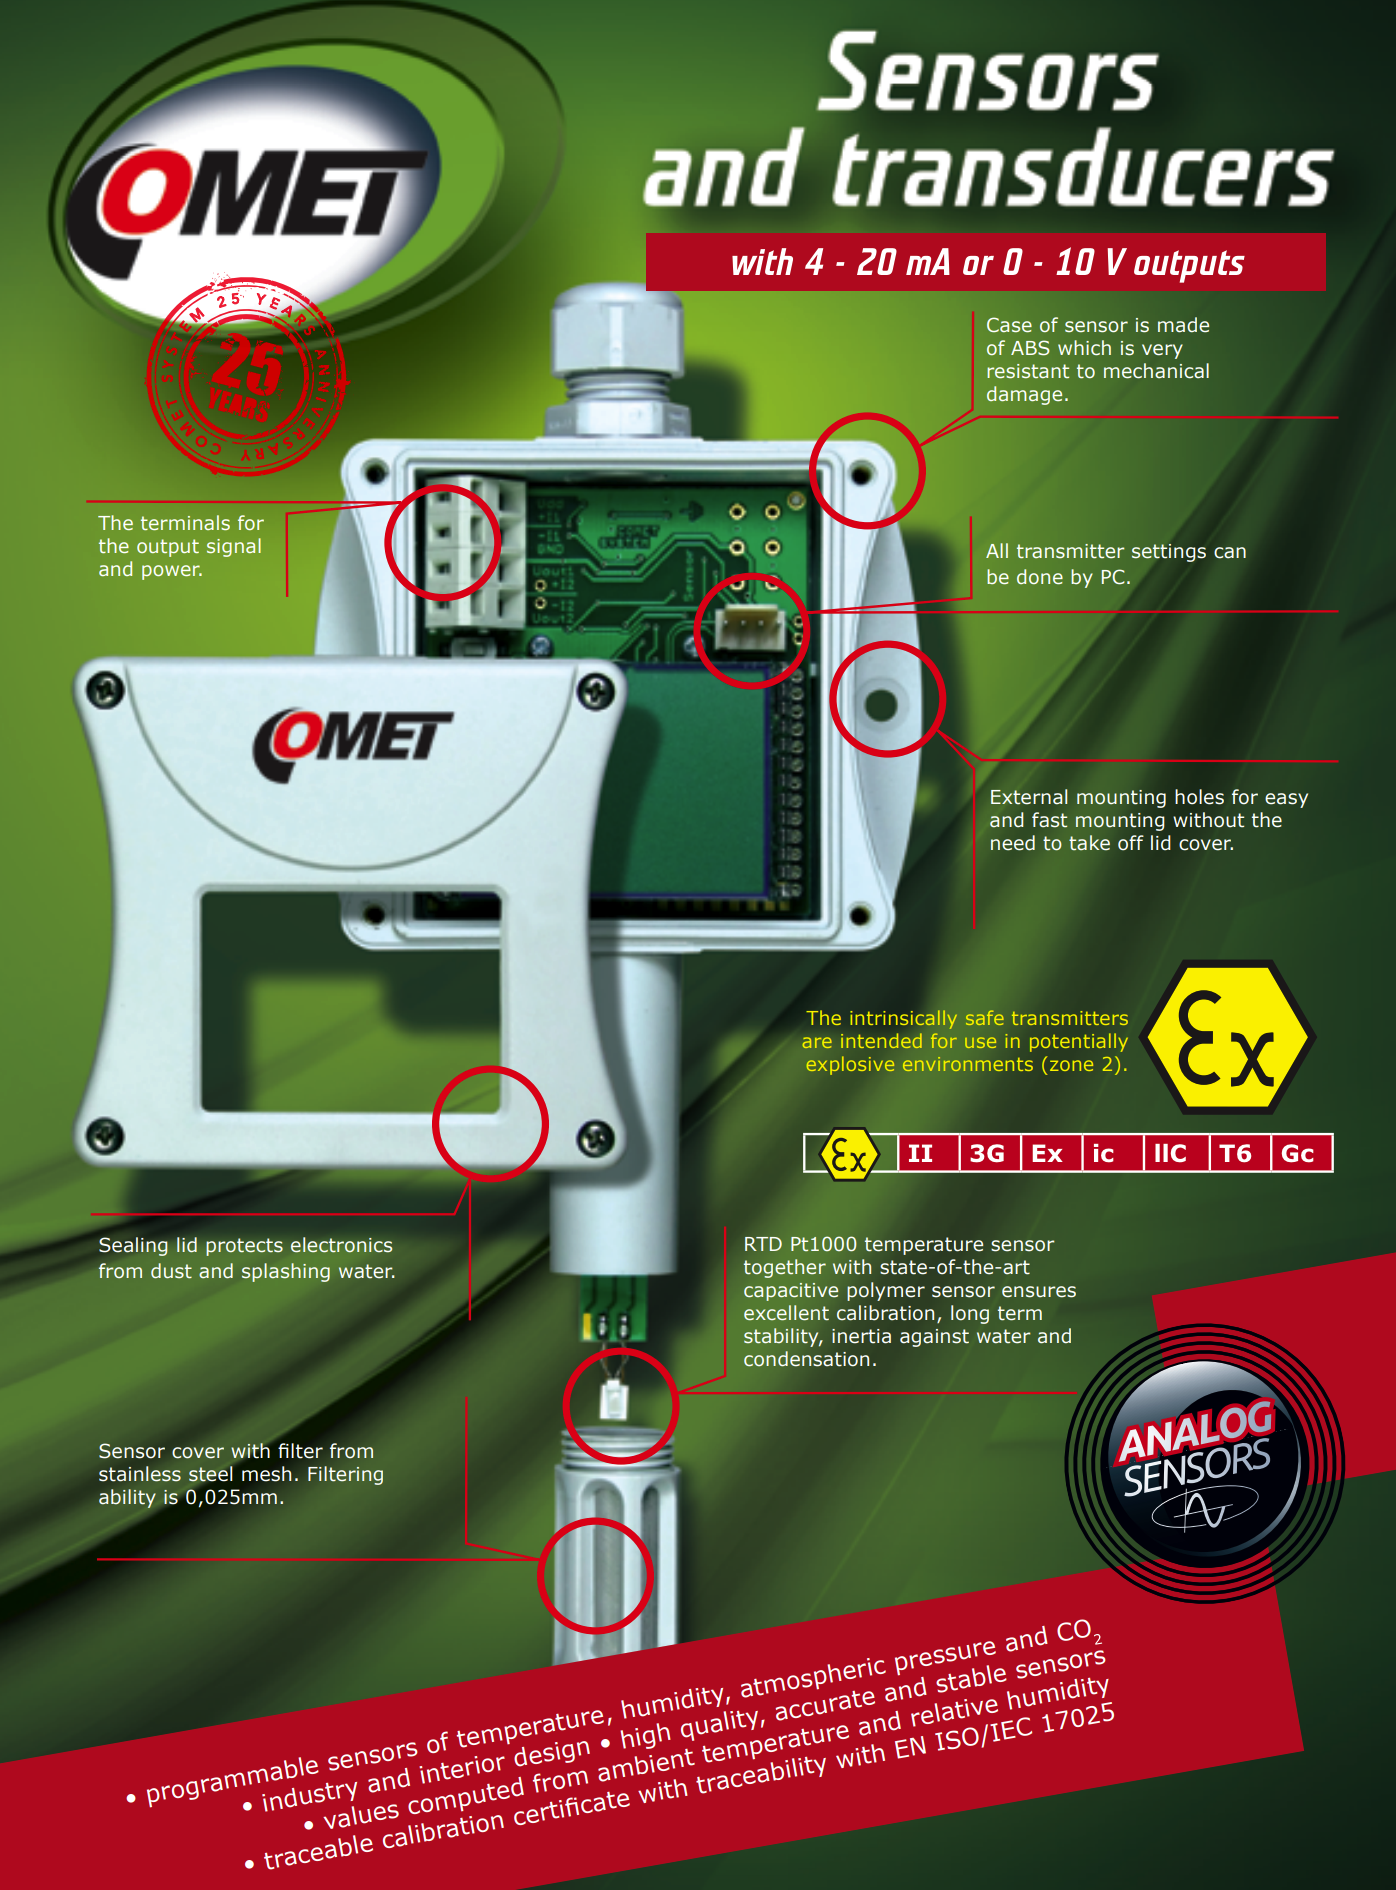 COMET
Sensors
and transducers
with 4 - 20 mA or 0 - 10 V outputs
COMET SYSTEM 25 YEARS ANNIVERSARY
25
YEARS
Case of sensor is made
of ABS which is very
resistant to mechanical
damage.
The terminals for
the output signal
and power.
GND
COMET
SYSTEM
Sensor
Uout1
Uout2
All transmitter settings can
be done by PC.
COMET
External mounting holes for easy
and fast mounting without the
need to take off lid cover.
The intrinsically safe transmitters
are intended for use in potentially
explosive environments (zone 2).
Ex
Ex II 3G Ex ic llC T6 Gc
Sealing lid protects electronics
from dust and splashing water.
RTD Pt1000 temperature sensor
together with state-of-the-art
capacitive polymer sensor ensures
excellent calibration, long term
stability, inertia against water and
condensation.
ANALOG
SENSORS
Sensor cover with filter from
stainless steel mesh. Filtering
ability is 0,025mm.
• programmable sensors of temperature, humidity, atmospheric pressure and CO2
• industry and interior design • high quality, accurate and stable sensors
• values computed from ambient temperature and relative humidity
• traceable calibration certificate with traceability with EN ISO/IEC 17025